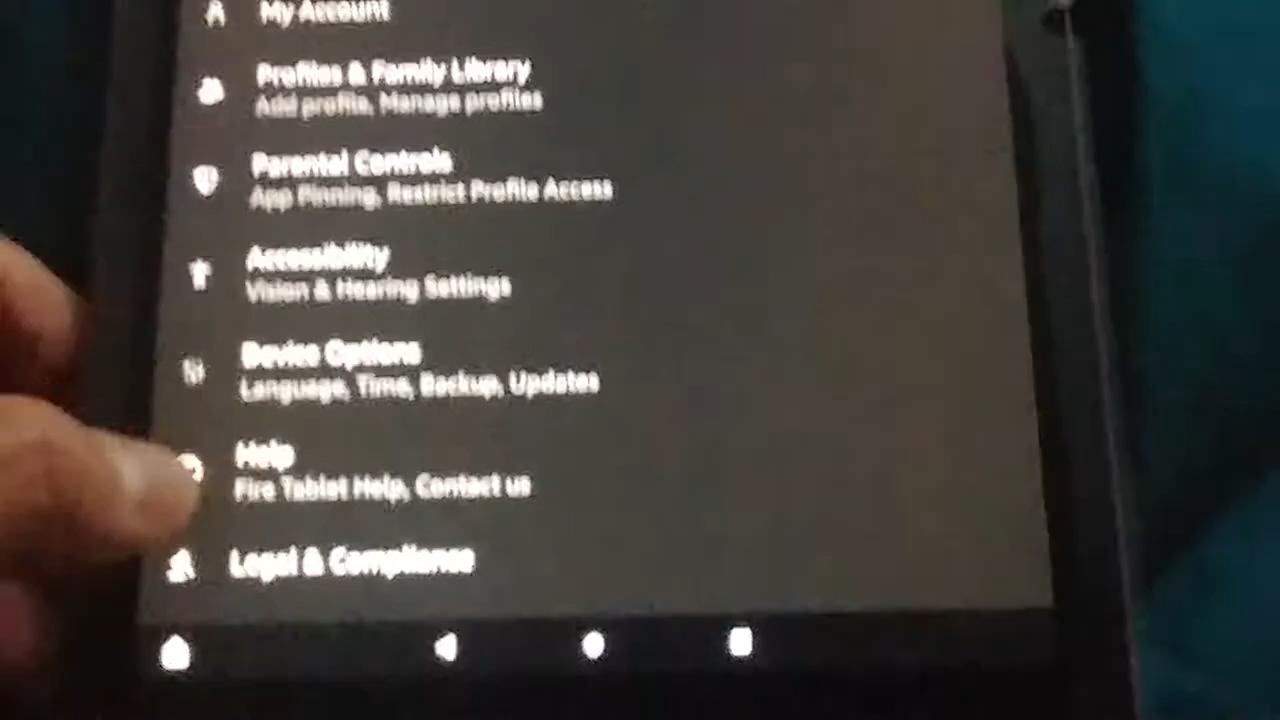 My Account
Profiles & Family Library
Add profile, Manage profiles
Parental Controls
App Pinning, Restrict Profile Access
Accessibility
Vision & Hearing Settings
Device Options
Language, Time, Backup, Updates
Help
Fire Tablet Help, Contact us
Legal & Compliance